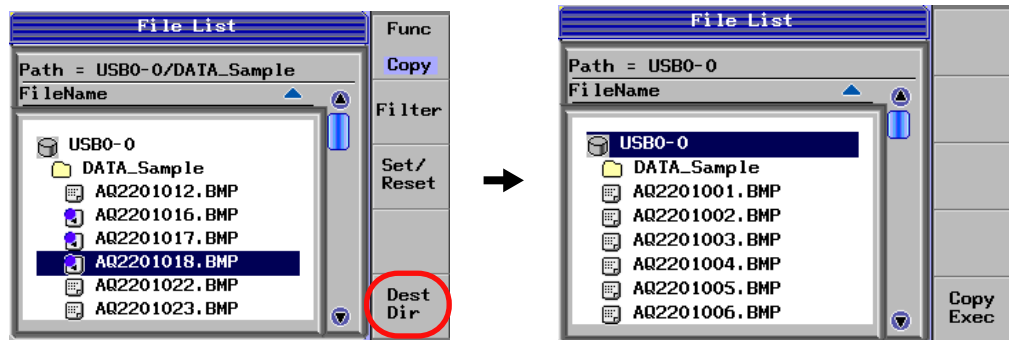 File List
Path = USB0-0/DATA_Sample
FileName
USB0-0
DATA_Sample
AQ2201012.BMP
AQ2201016.BMP
AQ2201017.BMP
AQ2201018.BMP
AQ2201022.BMP
AQ2201023.BMP
Func
Copy
Filter
Set/
Reset
Dest
Dir
File List
Path = USB0-0
FileName
USB0-0
DATA_Sample
AQ2201001.BMP
AQ2201002.BMP
AQ2201003.BMP
AQ2201004.BMP
AQ2201005.BMP
AQ2201006.BMP
Copy
Exec